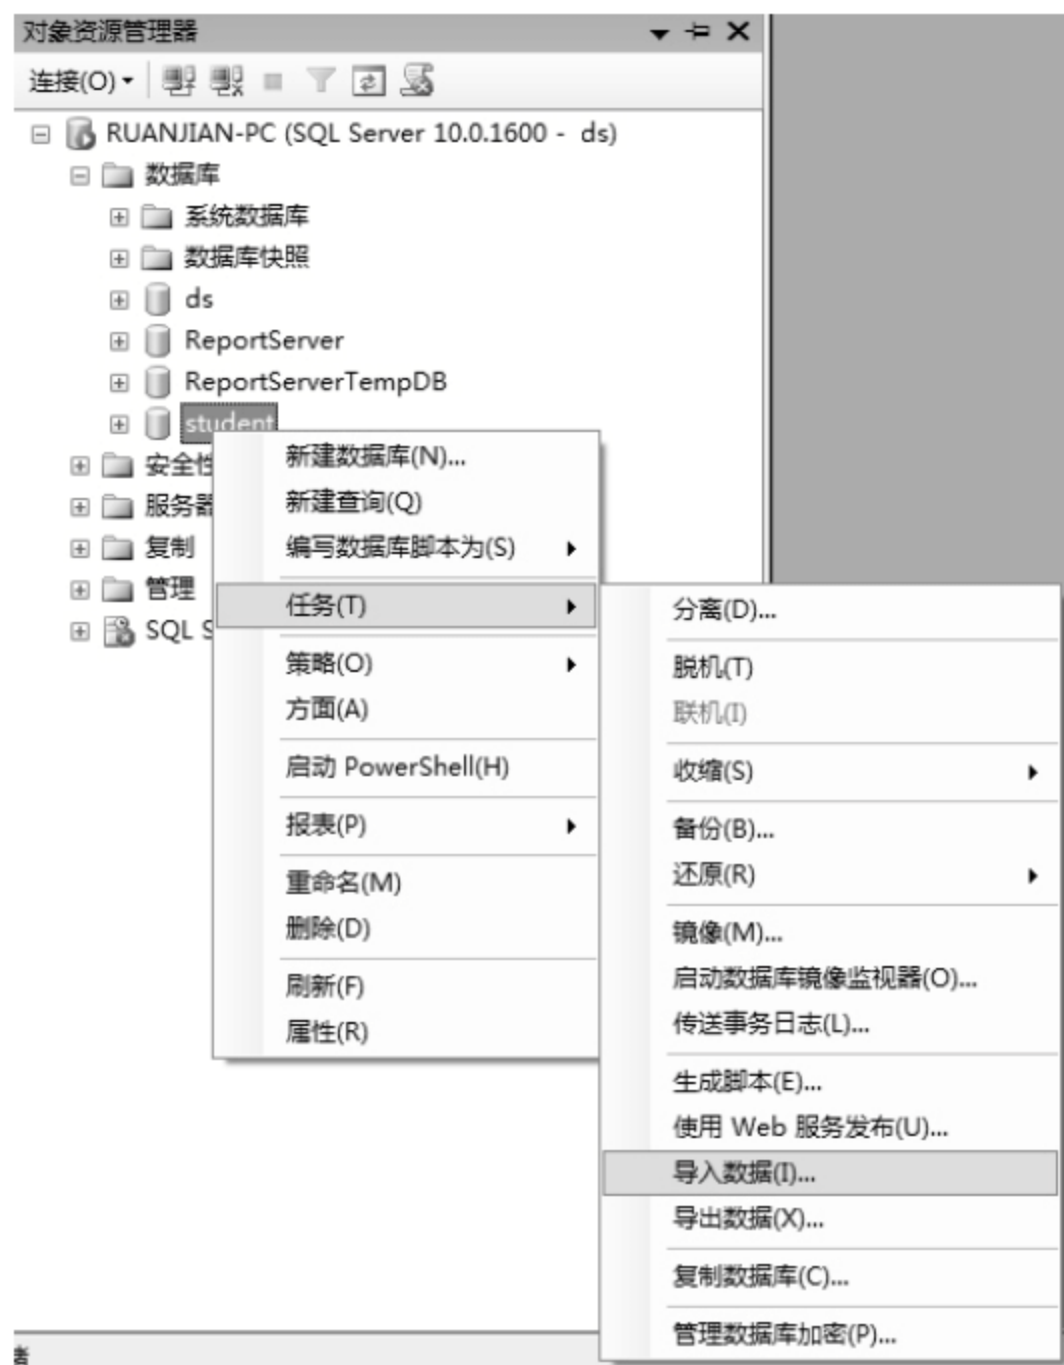 对象资源管理器
连接(O)
RUANJIAN-PC (SQL Server 10.0.1600 - ds)
数据库
系统数据库
数据库快照
ds
ReportServer
ReportServerTempDB
student
安全性
服务器
复制
管理
SQL S
新建数据库(N)...
新建查询(Q)
编写数据库脚本为(S)
任务(T)
策略(O)
方面(A)
启动 PowerShell(H)
报表(P)
重命名(M)
删除(D)
刷新(F)
属性(R)
分离(D)...
脱机(T)
联机(I)
收缩(S)
备份(B)...
还原(R)
镜像(M)...
启动数据库镜像监视器(O)...
传送事务日志(L)...
生成脚本(E)...
使用 Web 服务发布(U)...
导入数据(I)...
导出数据(X)...
复制数据库(C)...
管理数据库加密(P)...